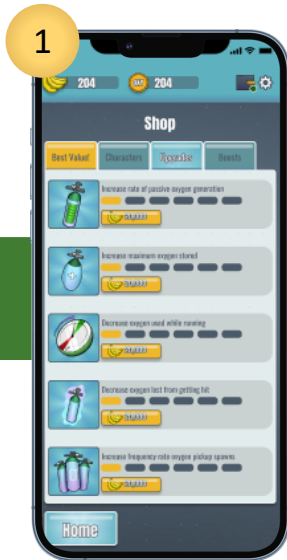 1
204 204
Shop
Best Value! Characters Upgrades Boosts
Increase rate of passive oxygen generation
Increase maximum oxygen stored
Decrease oxygen used while running
Decrease oxygen lost from getting hit
Increase frequency rate oxygen pickup spawns
Home